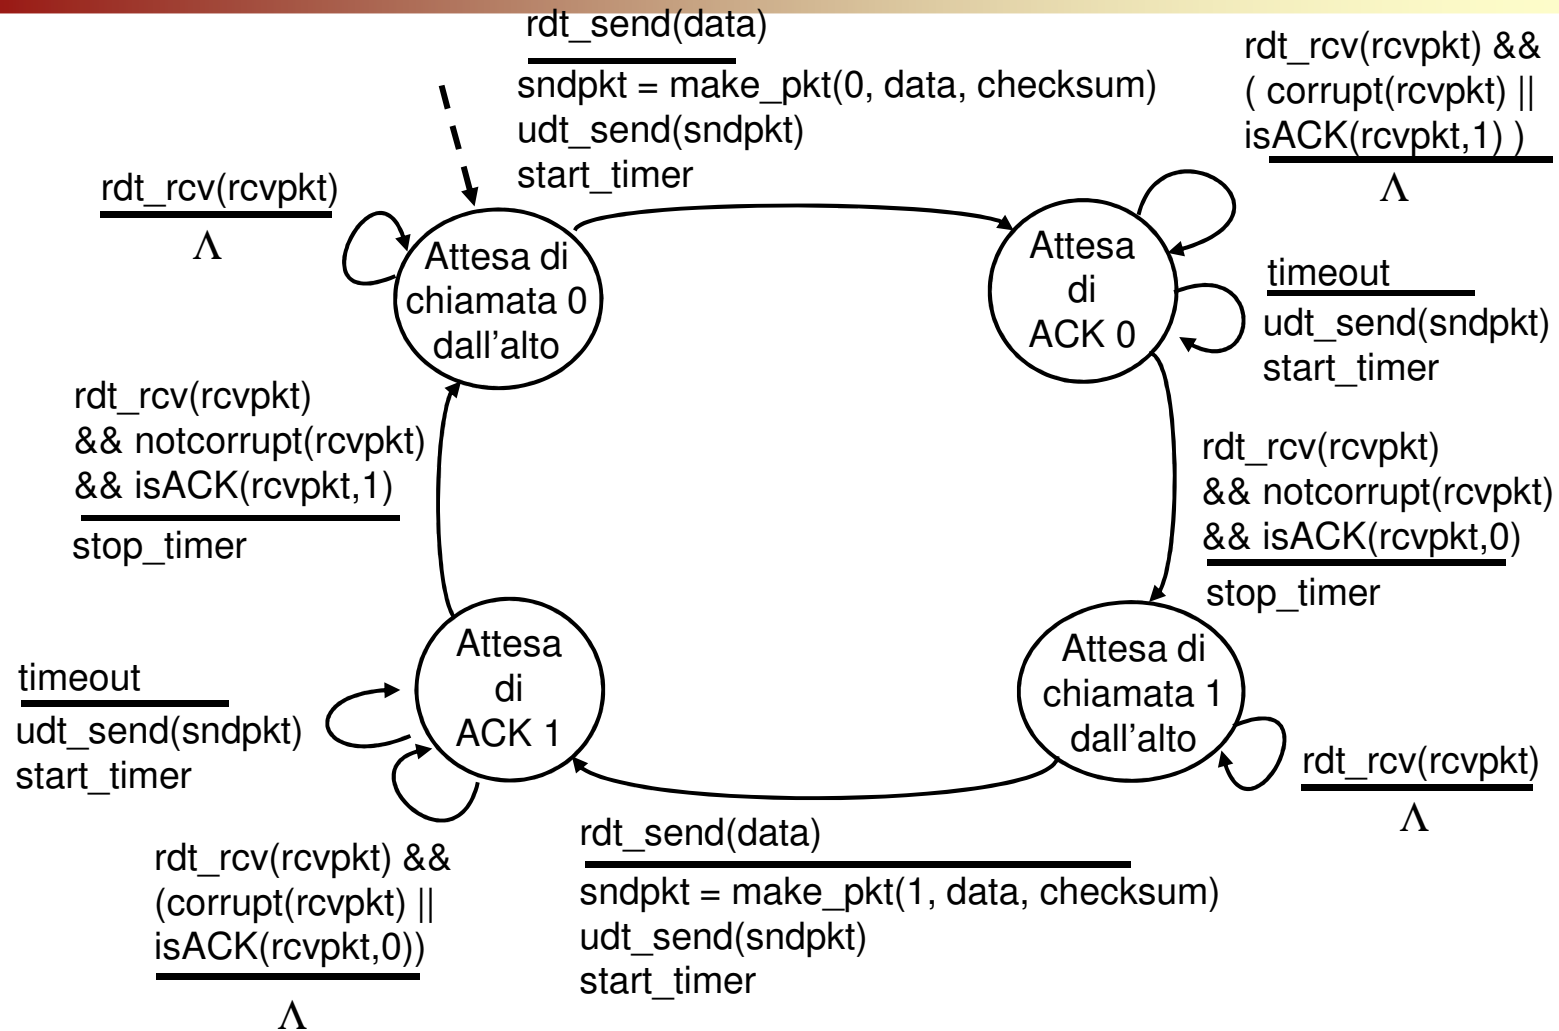 rdt_send(data)
sndpkt = make_pkt(0, data, checksum)
udt_send(sndpkt)
start_timer
rdt_rcv(rcvpkt) &&
( corrupt(rcvpkt) ||
isACK(rcvpkt,1) )
Λ
rdt_rcv(rcvpkt)
Λ
Attesa di
chiamata 0
dall'alto
Attesa
di
ACK 0
timeout
udt_send(sndpkt)
start_timer
rdt_rcv(rcvpkt)
&& notcorrupt(rcvpkt)
&& isACK(rcvpkt,1)
stop_timer
rdt_rcv(rcvpkt)
&& notcorrupt(rcvpkt)
&& isACK(rcvpkt,0)
stop_timer
timeout
udt_send(sndpkt)
start_timer
Attesa
di
ACK 1
Attesa di
chiamata 1
dall'alto
rdt_rcv(rcvpkt)
Λ
rdt_rcv(rcvpkt) &&
(corrupt(rcvpkt) ||
isACK(rcvpkt,0))
Λ
rdt_send(data)
sndpkt = make_pkt(1, data, checksum)
udt_send(sndpkt)
start_timer